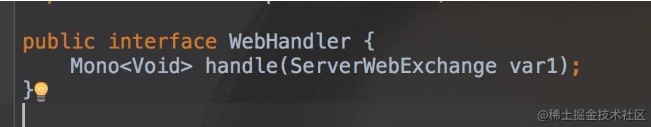 public interface WebHandler {
Mono<Void> handle(ServerWebExchange var1);
}
@稀土掘金技术社区